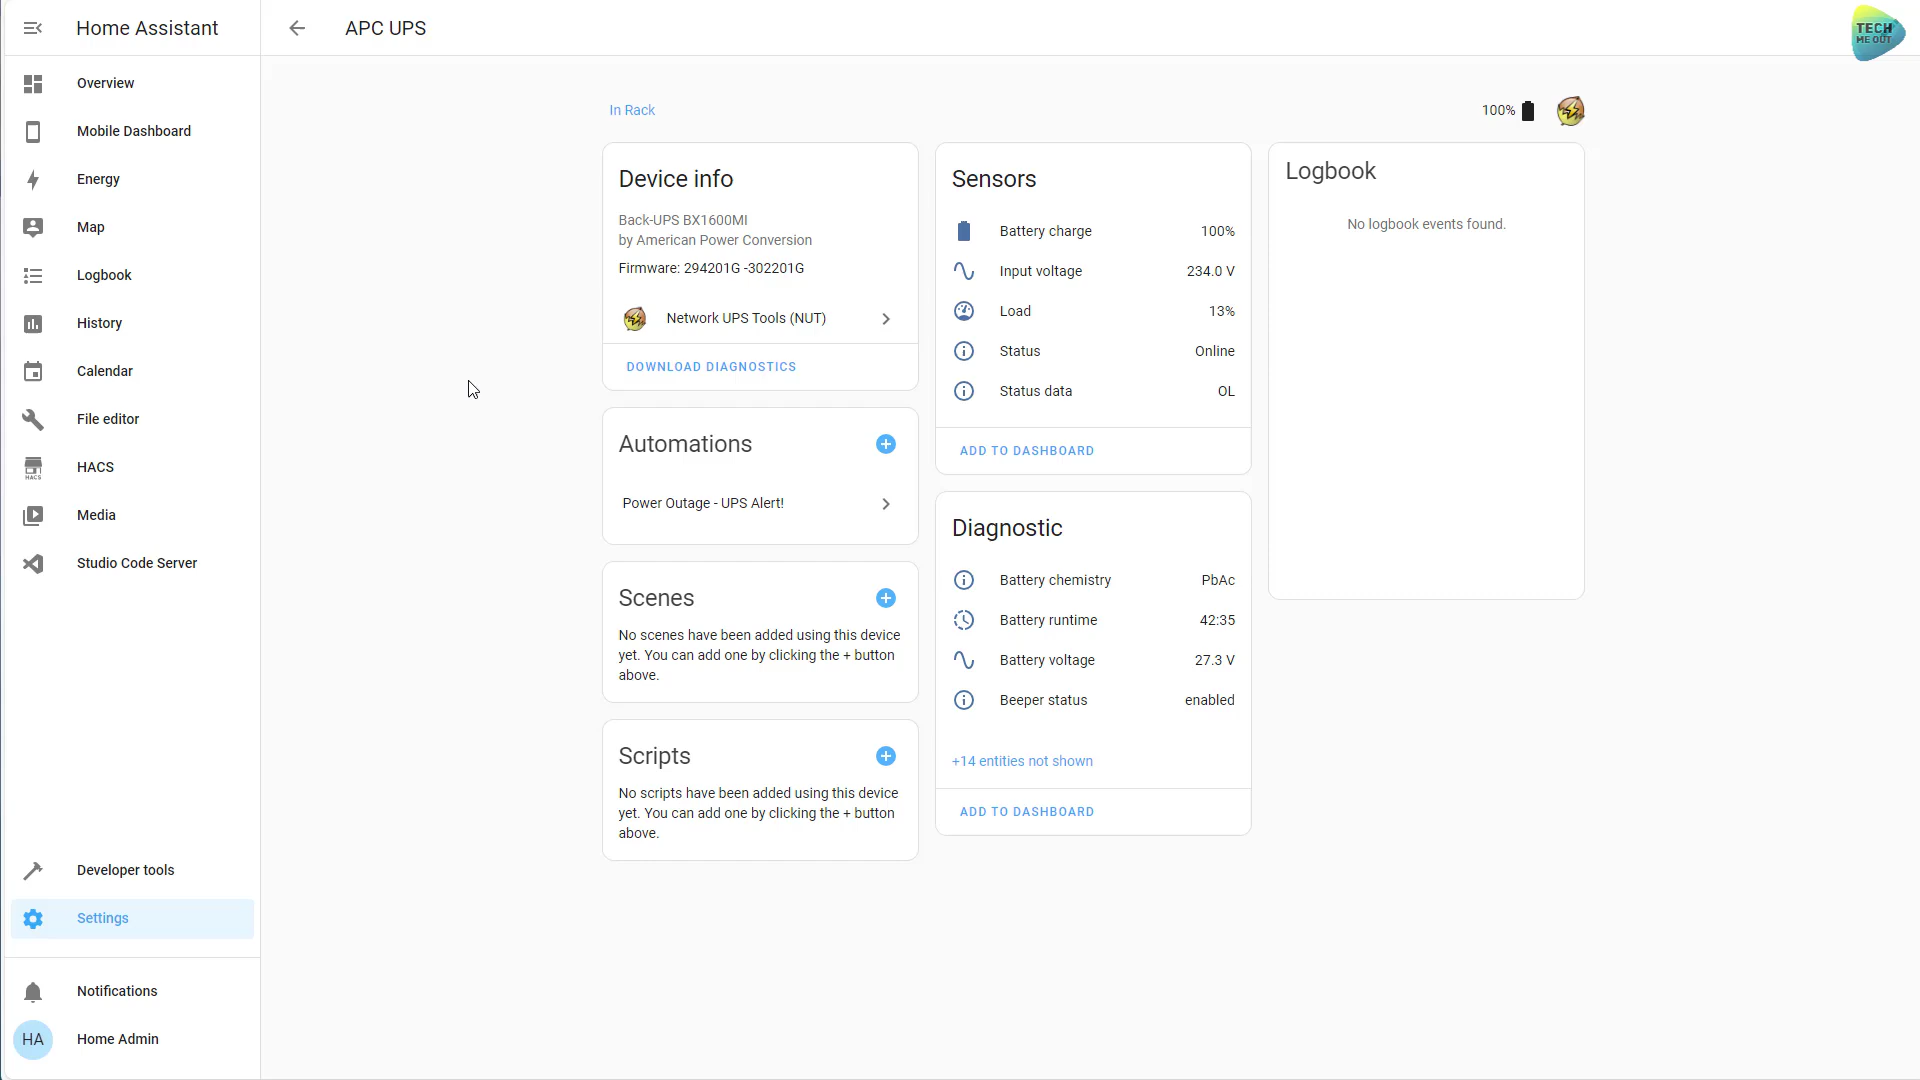 Home Assistant
APC UPS
TECH
ME OUT
Overview
Mobile Dashboard
Energy
Map
Logbook
History
Calendar
File editor
HACS
HACS
Media
Studio Code Server
Developer tools
Settings
Notifications
HA
Home Admin
In Rack
100%
Device info
Back-UPS BX1600MI
by American Power Conversion
Firmware: 294201G -302201G
Network UPS Tools (NUT)
DOWNLOAD DIAGNOSTICS
Automations
Power Outage - UPS Alert!
Scenes
No scenes have been added using this device
yet. You can add one by clicking the + button
above.
Scripts
No scripts have been added using this device
yet. You can add one by clicking the + button
above.
Sensors
Battery charge 100%
Input voltage 234.0 V
Load 13%
Status Online
Status data OL
ADD TO DASHBOARD
Diagnostic
Battery chemistry PbAc
Battery runtime 42:35
Battery voltage 27.3 V
Beeper status enabled
+14 entities not shown
ADD TO DASHBOARD
Logbook
No logbook events found.